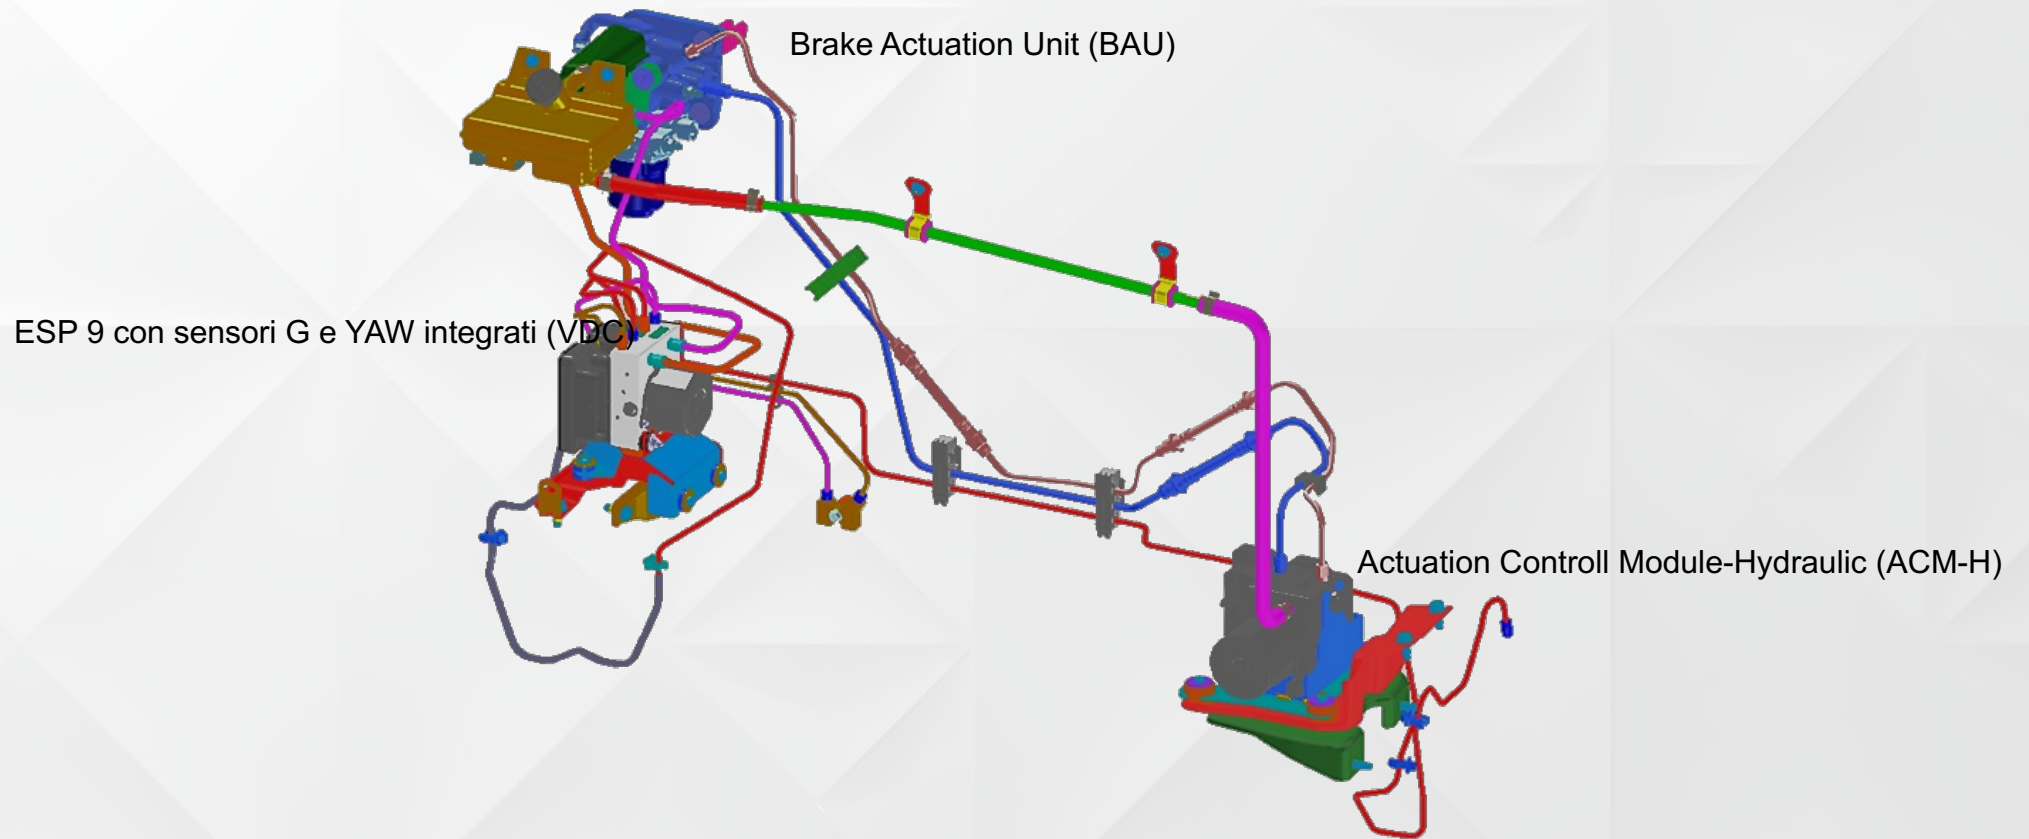 Brake Actuation Unit (BAU)
ESP 9 con sensori G e YAW integrati (VDC)
Actuation Controll Module-Hydraulic (ACM-H)